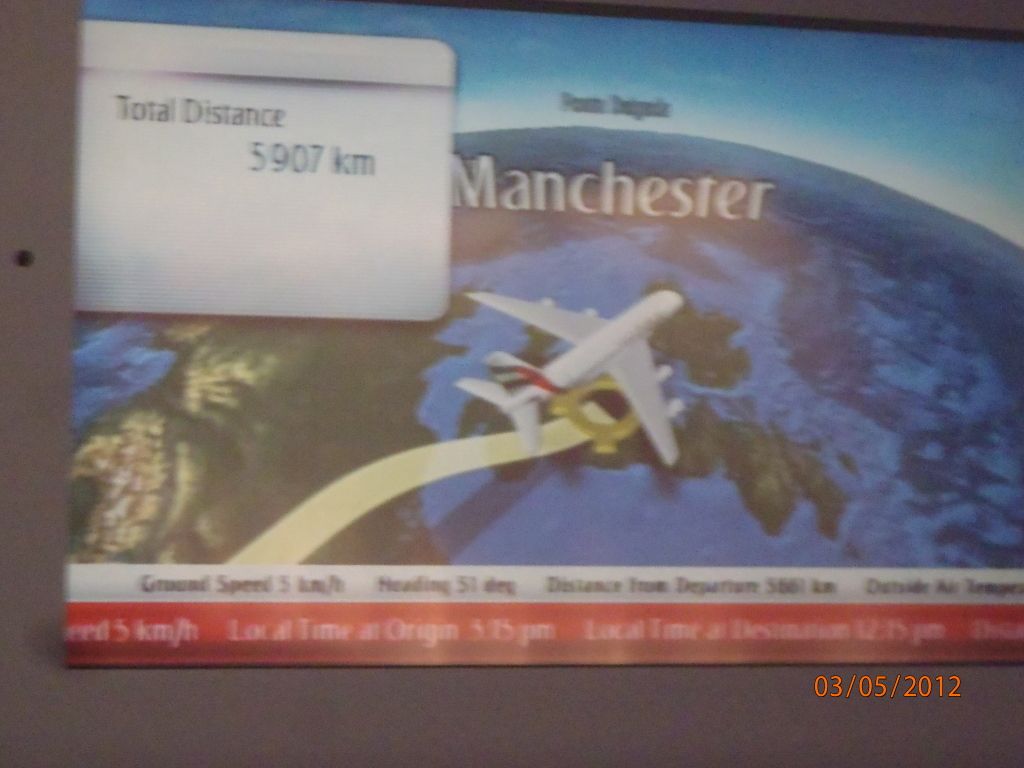 Total Distance
5907 km
Manchester
Ground Speed 5 km/h Heading 51 deg Distance From Departure 5661 km Outside Air Tempera
eed 5 km/h Local Time at Origin 3:15 pm Local Time at Destination 12:15 pm
03/05/2012